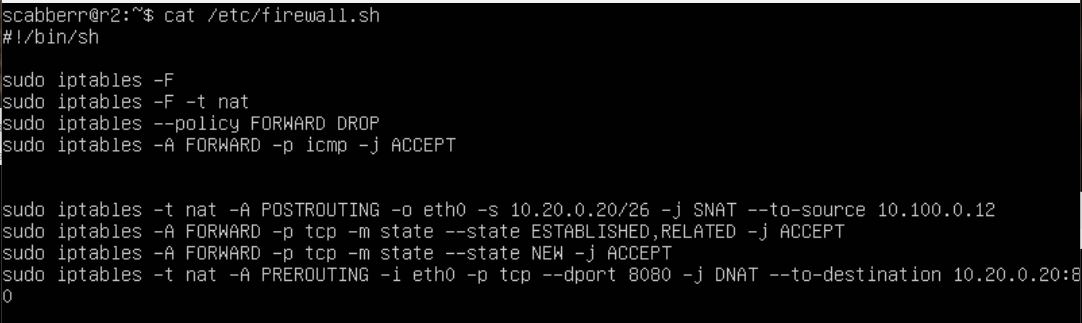 scabberr@r2:~$ cat /etc/firewall.sh
#!/bin/sh
sudo iptables -F
sudo iptables -F -t nat
sudo iptables --policy FORWARD DROP
sudo iptables -A FORWARD -p icmp -j ACCEPT
sudo iptables -t nat -A POSTROUTING -o eth0 -s 10.20.0.20/26 -j SNAT --to-source 10.100.0.12
sudo iptables -A FORWARD -p tcp -m state --state ESTABLISHED,RELATED -j ACCEPT
sudo iptables -A FORWARD -p tcp -m state --state NEW -j ACCEPT
sudo iptables -t nat -A PREROUTING -i eth0 -p tcp --dport 8080 -j DNAT --to-destination 10.20.0.20:8
0